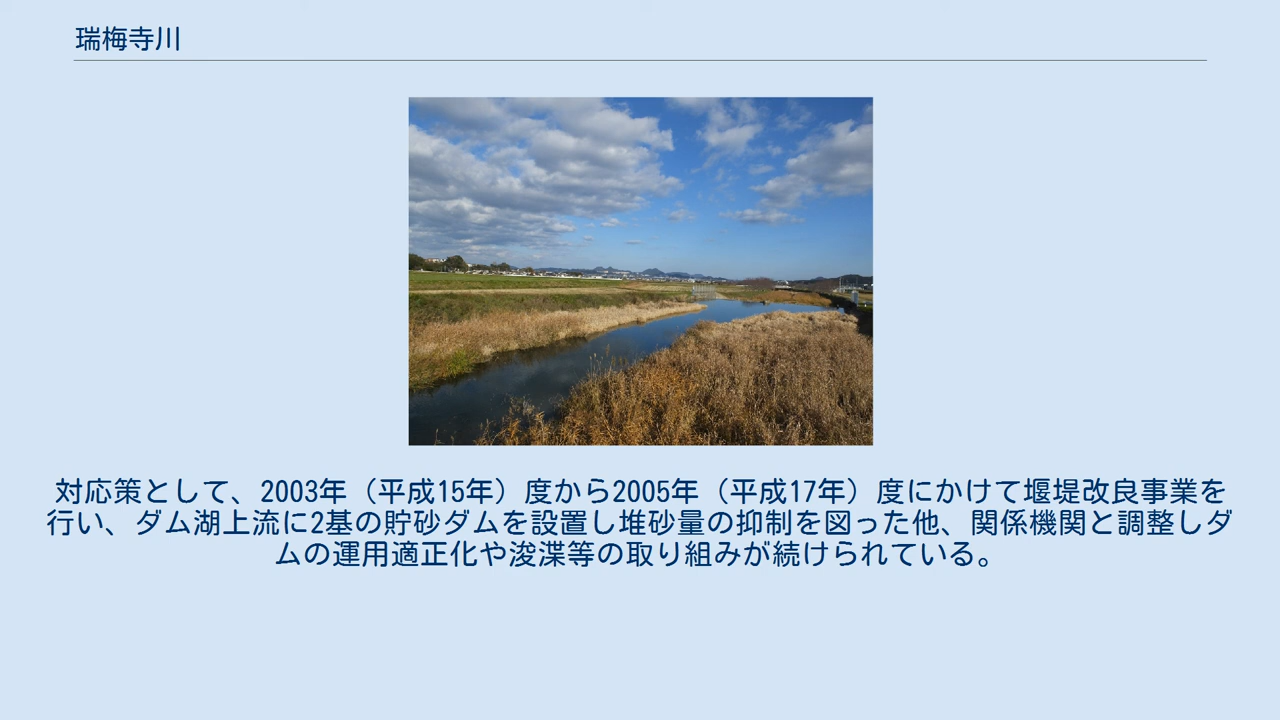 瑞梅寺川
対応策として、2003年（平成15年）度から2005年（平成17年）度にかけて堰堤改良事業を
行い、ダム湖上流に2基の貯砂ダムを設置し堆砂量の抑制を図った他、関係機関と調整しダ
ムの運用適正化や浚渫等の取り組みが続けられている。